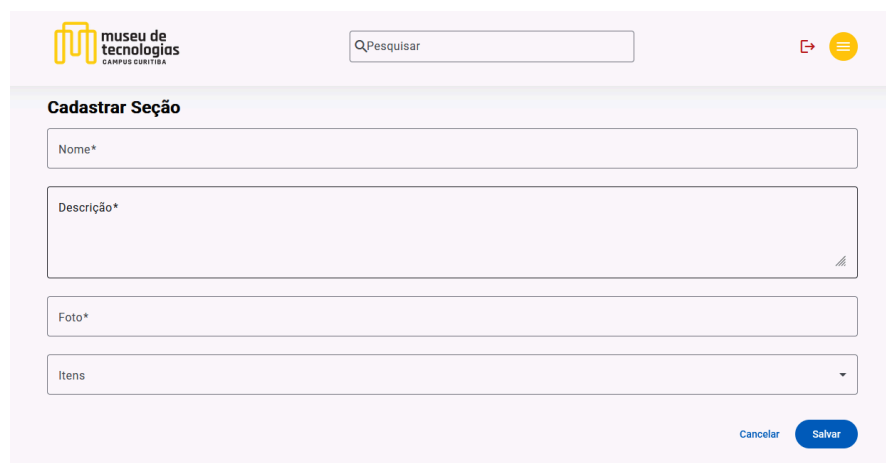 museu de
tecnologias
CAMPUS CURITIBA
Pesquisar
Cadastrar Seção
Nome*
Descrição*
Foto*
Itens
Cancelar Salvar